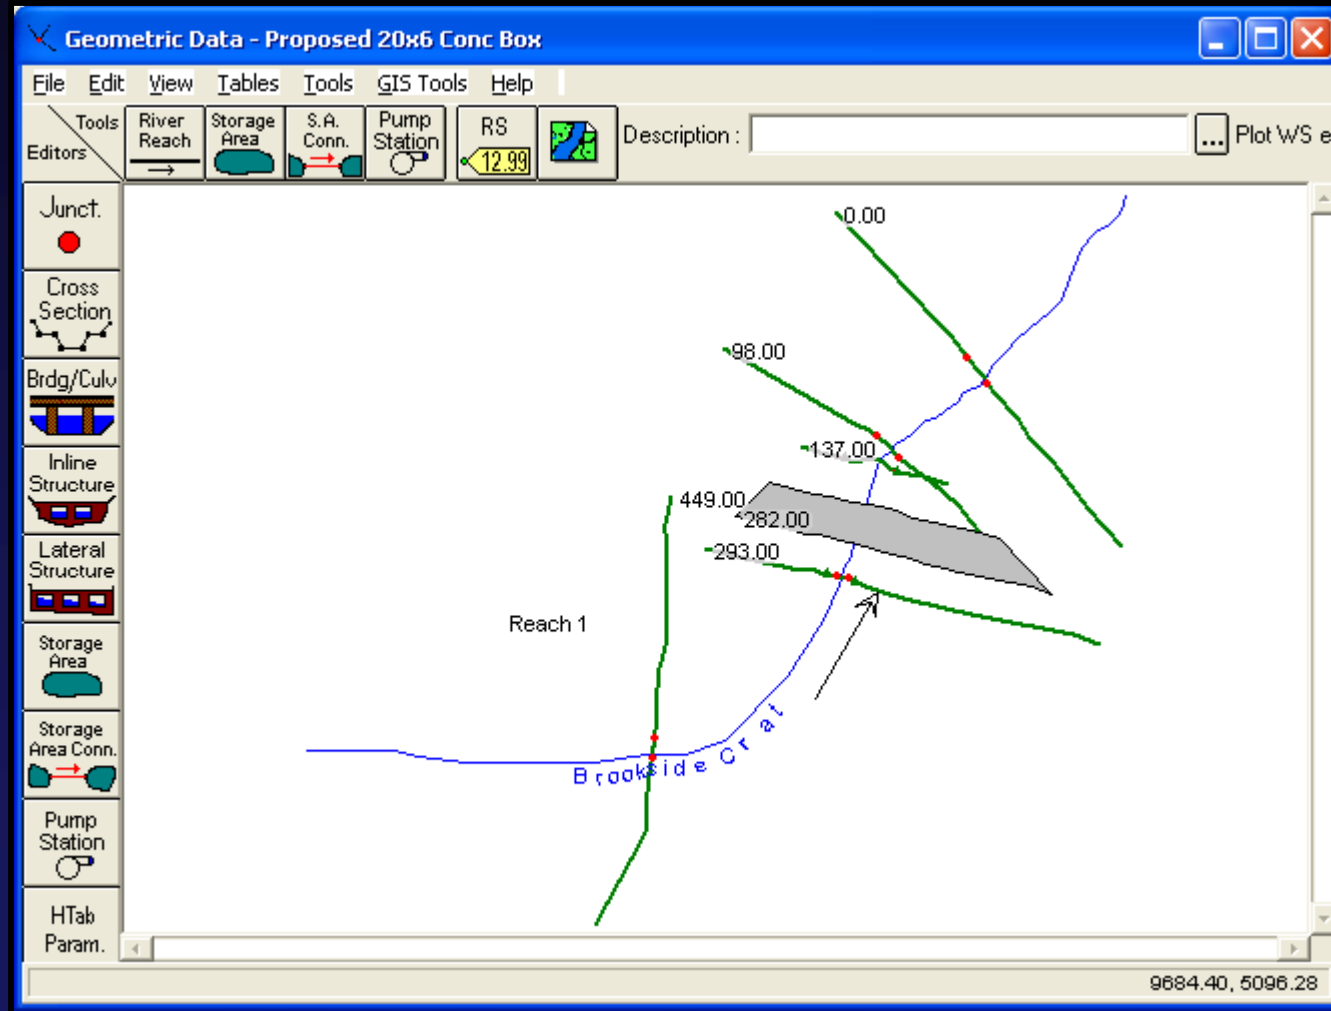 Geometric Data - Proposed 20x6 Conc Box
File Edit View Tables Tools GIS Tools Help
Tools
Editors
River Reach
Storage Area
S.A. Conn.
Pump Station
RS
12.99
Description :
...
Plot WS e
Junct.
Cross Section
Brdg/Culv
Inline Structure
Lateral Structure
Storage Area
Storage Area Conn.
Pump Station
HTab Param.
0.00
98.00
137.00
449.00
282.00
293.00
Reach 1
Brookside Cr at
9684.40, 5096.28